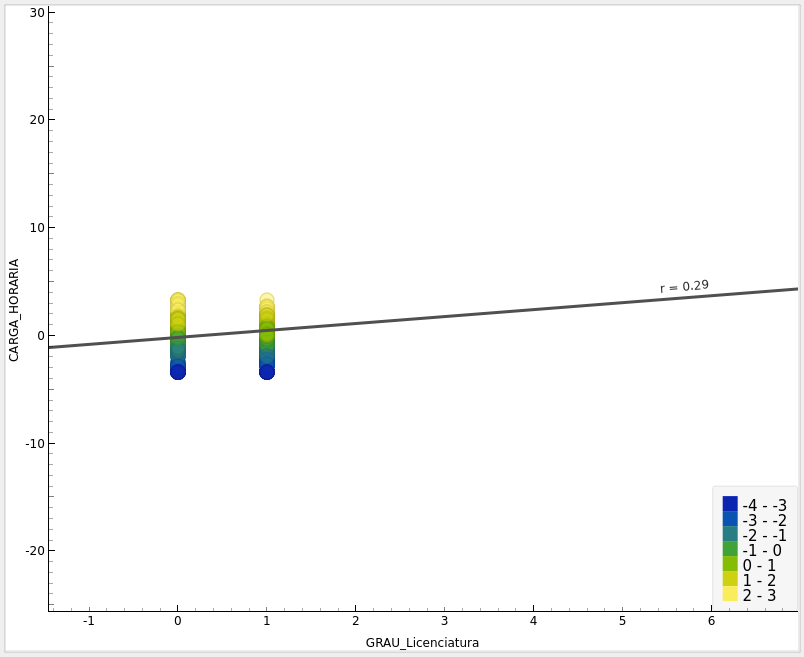 30
20
10
0
-10
-20
CARGA_HORARIA
r = 0.29
-4 - -3
-3 - -2
-2 - -1
-1 - 0
0 - 1
1 - 2
2 - 3
-1 0 1 2 3 4 5 6
GRAU_Licenciatura